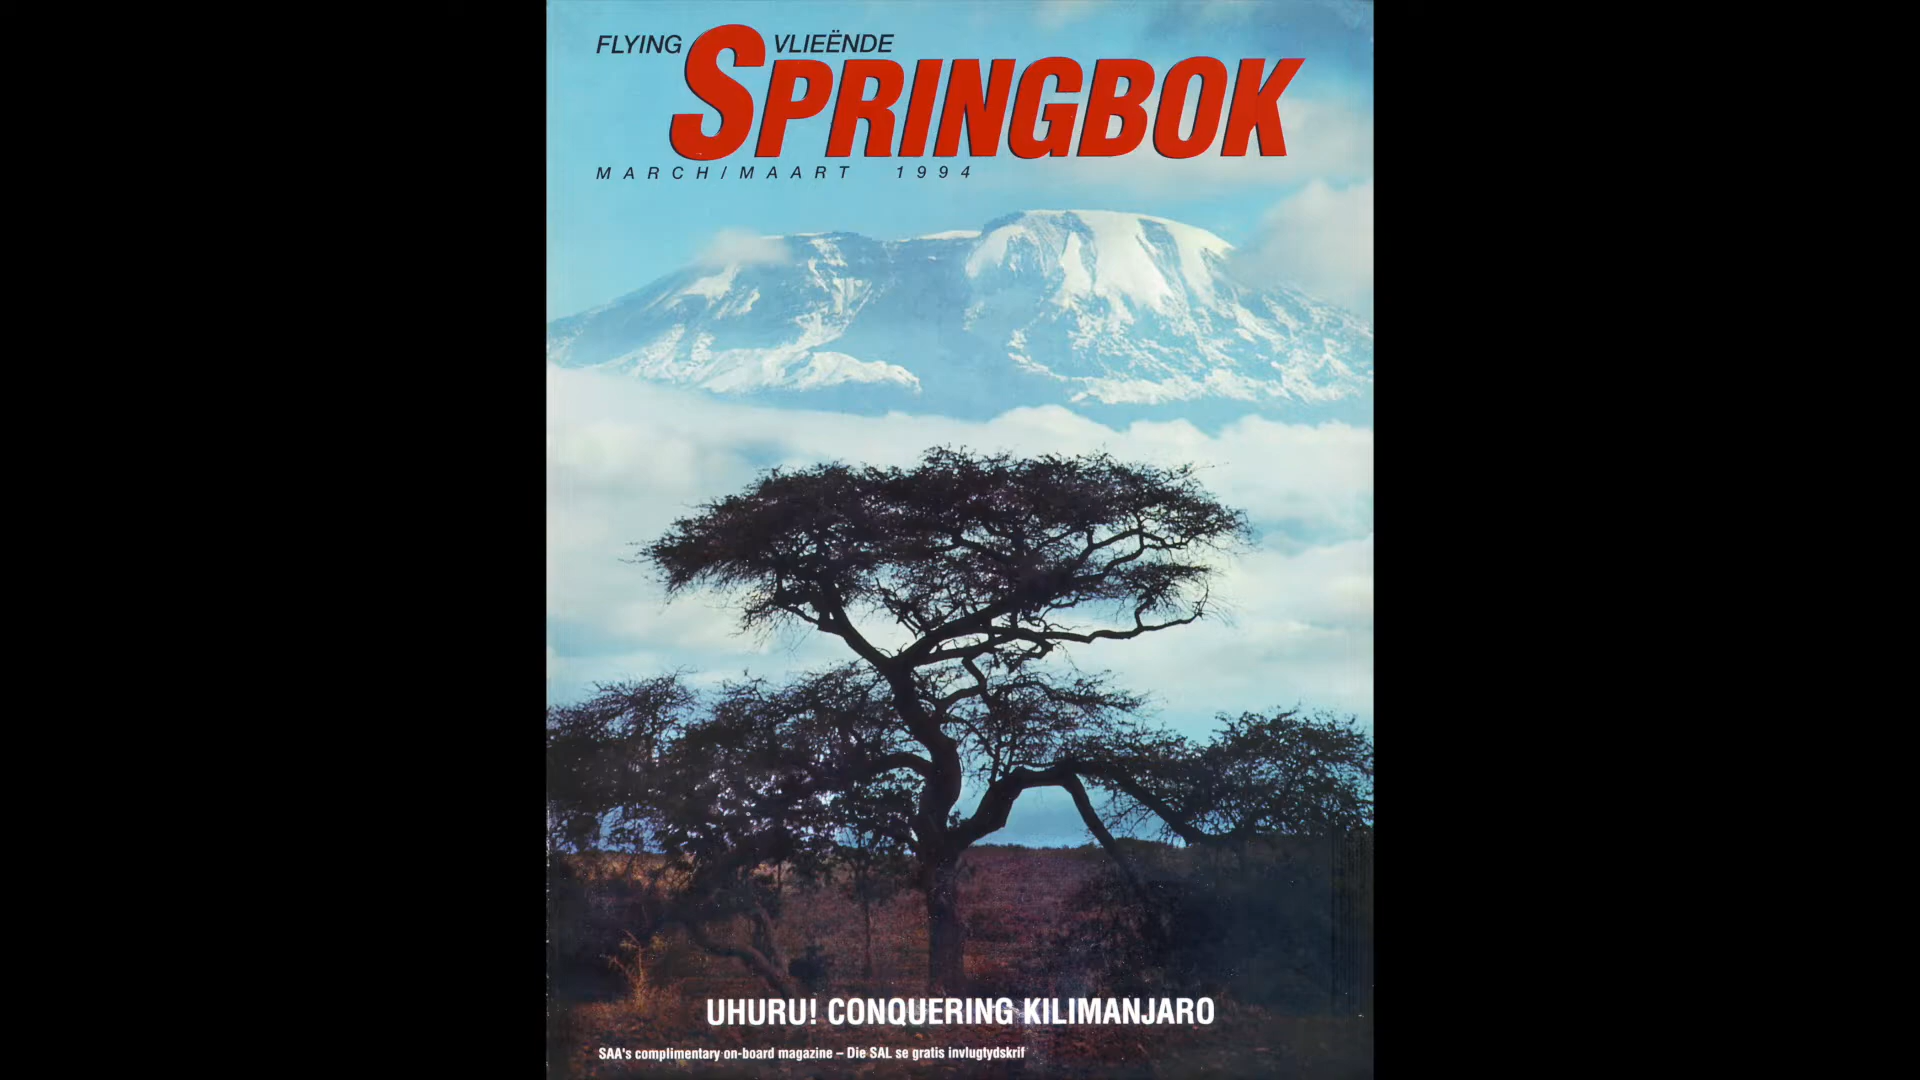 FLYING VLIEËNDE
SPRINGBOK
MARCH/MAART 1994
UHURU! CONQUERING KILIMANJARO
SAA's complimentary on-board magazine – Die SAL se gratis invlugtydskrif